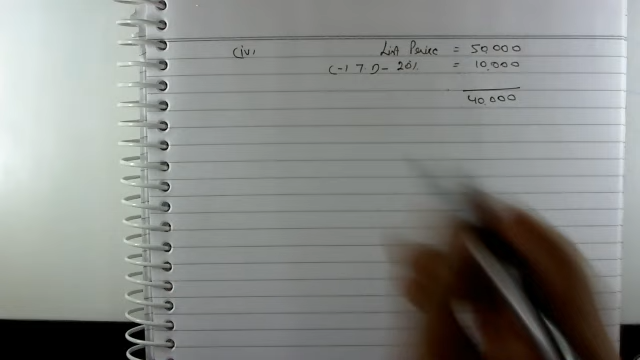 (iv) List Price = 50,000
(-) T.D - 20% = 10,000
40,000